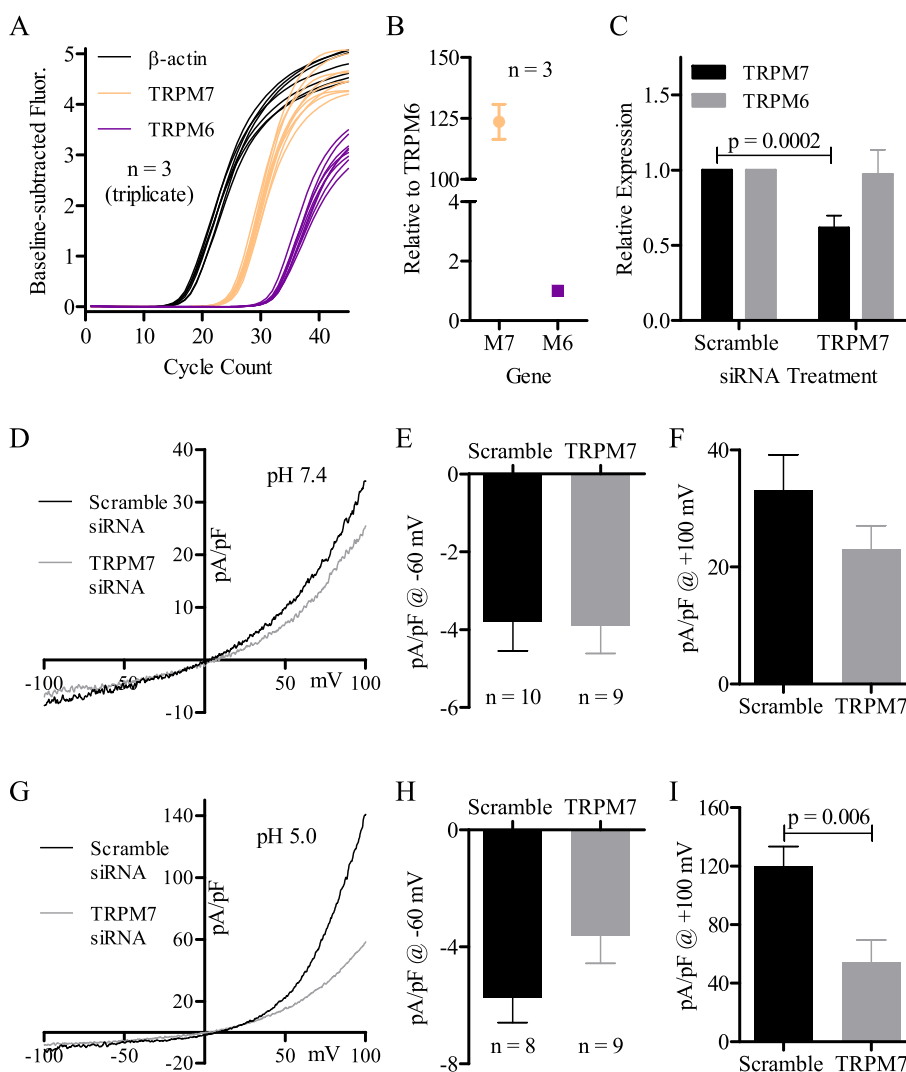 A
Baseline-subtracted Fluor.
5
4
3
2
1
0
β-actin
TRPM7
TRPM6
n = 3
(triplicate)
0
10
20
30
40
Cycle Count
B
Relative to TRPM6
150
125
100
4
2
0
n = 3
M7
M6
Gene
C
Relative Expression
1.5
1.0
0.5
0.0
TRPM7
TRPM6
p = 0.0002
Scramble
TRPM7
siRNA Treatment
D
Scramble
siRNA
TRPM7
siRNA
pH 7.4
pA/pF
40
30
20
10
-10
-100
-50
50
mV
100
E
Scramble
TRPM7
pA/pF @ -60 mV
0
-2
-4
-6
n = 10
n = 9
F
pA/pF @ +100 mV
40
20
0
Scramble
TRPM7
G
Scramble
siRNA
TRPM7
siRNA
pH 5.0
pA/pF
140
100
60
20
-20
-100
-50
50
mV
100
H
Scramble
TRPM7
pA/pF @ -60 mV
0
-4
-8
n = 8
n = 9
I
pA/pF @ +100 mV
160
120
80
40
0
p = 0.006
Scramble
TRPM7